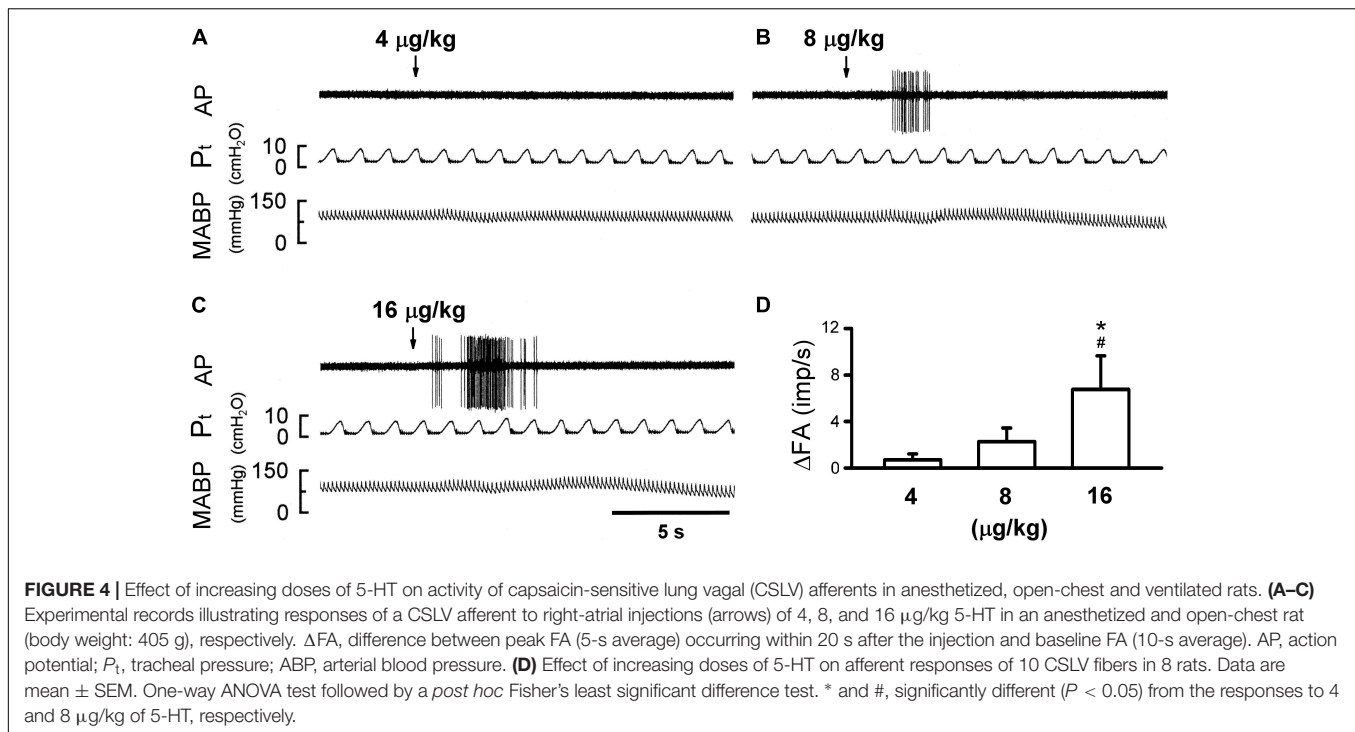 A
4 μg/kg
AP
Pt
(cmH2O)
10
0
MABP
(mmHg)
150
0
B
8 μg/kg
C
16 μg/kg
AP
Pt
(cmH2O)
10
0
MABP
(mmHg)
150
0
5 s
D
ΔFA (imp/s)
12
8
4
0
*
#
4 8 16
(μg/kg)
FIGURE 4 | Effect of increasing doses of 5-HT on activity of capsaicin-sensitive lung vagal (CSLV) afferents in anesthetized, open-chest and ventilated rats. (A–C)
Experimental records illustrating responses of a CSLV afferent to right-atrial injections (arrows) of 4, 8, and 16 μg/kg 5-HT in an anesthetized and open-chest rat
(body weight: 405 g), respectively. ΔFA, difference between peak FA (5-s average) occurring within 20 s after the injection and baseline FA (10-s average). AP, action
potential; Pt, tracheal pressure; ABP, arterial blood pressure. (D) Effect of increasing doses of 5-HT on afferent responses of 10 CSLV fibers in 8 rats. Data are
mean ± SEM. One-way ANOVA test followed by a post hoc Fisher's least significant difference test. * and #, significantly different (P < 0.05) from the responses to 4
and 8 μg/kg of 5-HT, respectively.